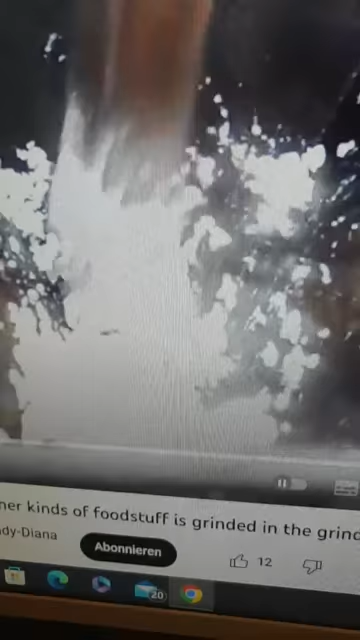 ner kinds of foodstuff is grinded in the grind
dy-Diana
Abonnieren
12
20